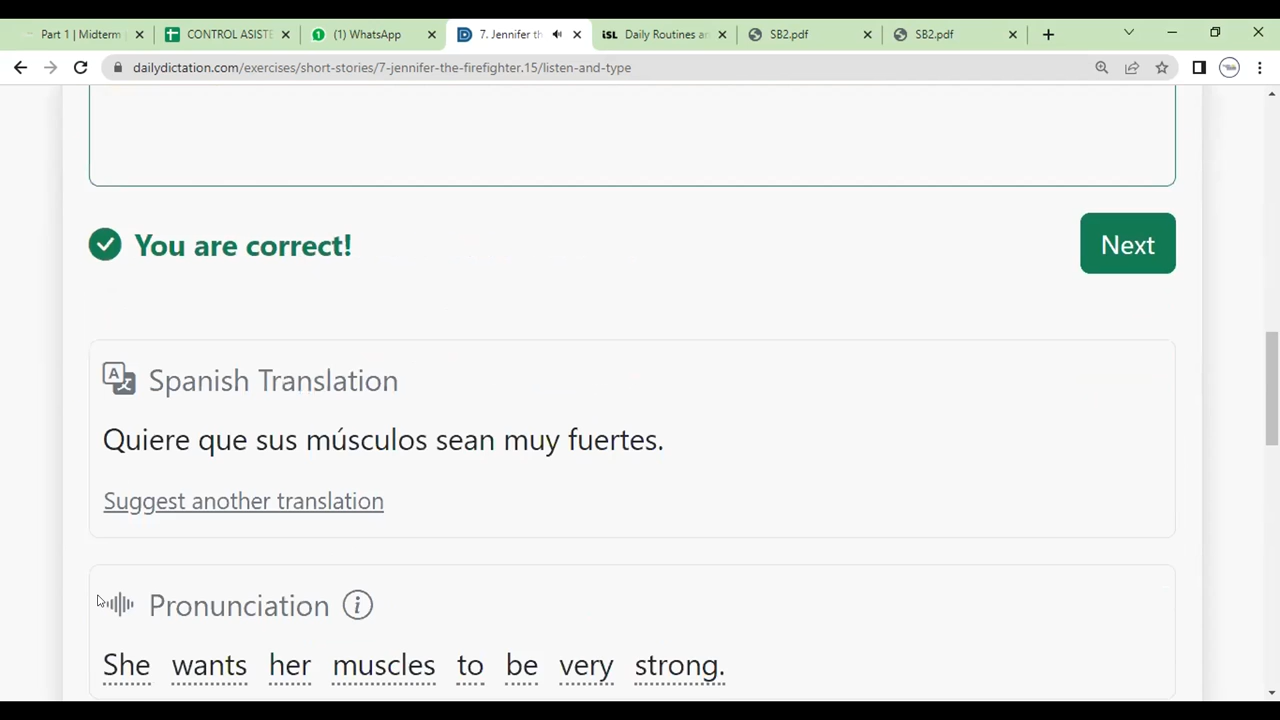 Part 1 | Midterm
CONTROL ASISTE
(1) WhatsApp
7. Jennifer th
iSL Daily Routines an
SB2.pdf
SB2.pdf
dailydictation.com/exercises/short-stories/7-jennifer-the-firefighter.15/listen-and-type
You are correct!
Next
Spanish Translation
Quiere que sus músculos sean muy fuertes.
Suggest another translation
Pronunciation
She wants her muscles to be very strong.